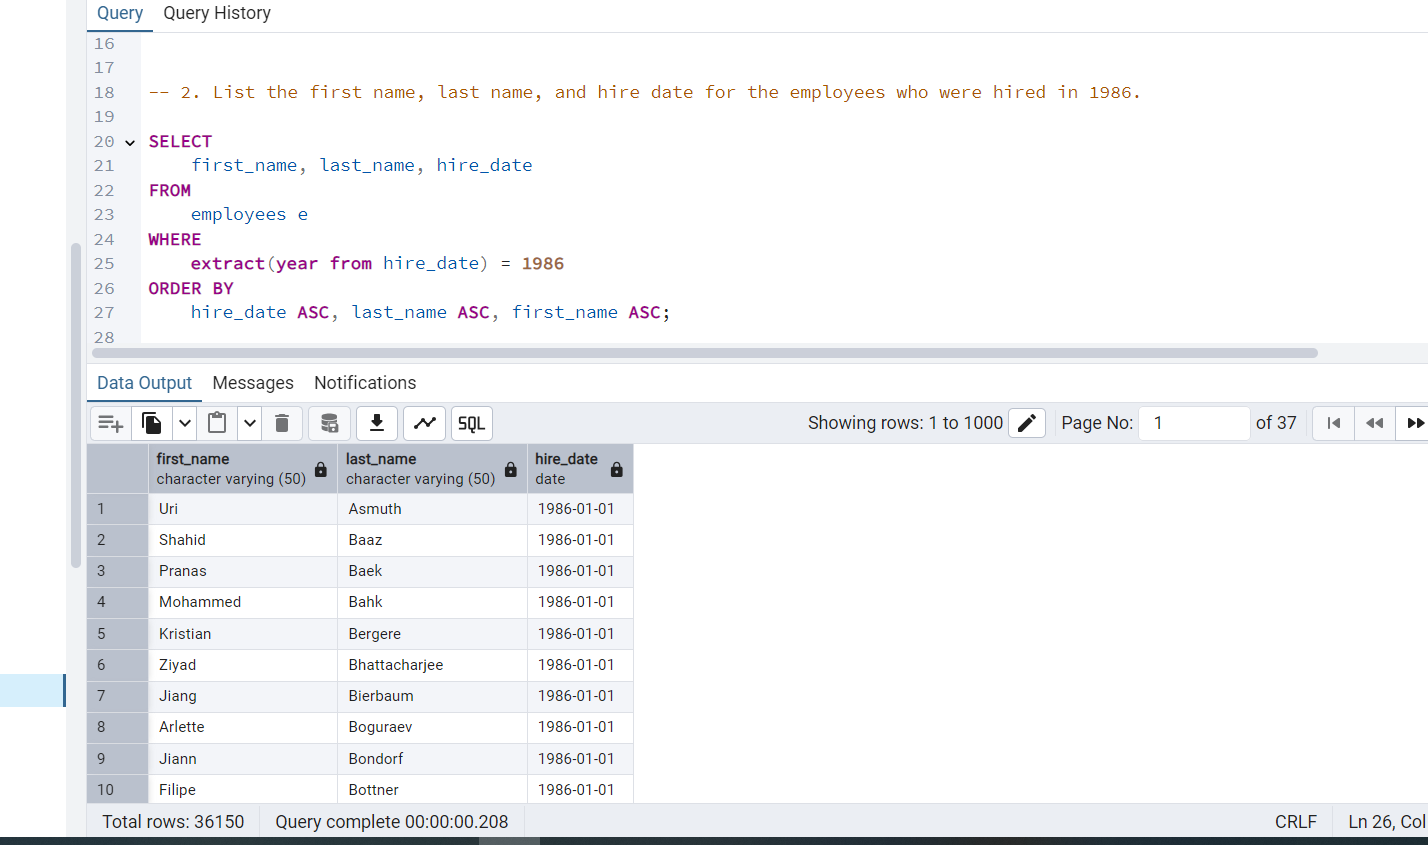 Query Query History
16
17
18 -- 2. List the first name, last name, and hire date for the employees who were hired in 1986.
19
20 SELECT
21 first_name, last_name, hire_date
22 FROM
23 employees e
24 WHERE
25 extract(year from hire_date) = 1986
26 ORDER BY
27 hire_date ASC, last_name ASC, first_name ASC;
28
Data Output Messages Notifications
SQL Showing rows: 1 to 1000 Page No: 1 of 37
first_name last_name hire_date
character varying (50) character varying (50) date
1 Uri Asmuth 1986-01-01
2 Shahid Baaz 1986-01-01
3 Pranas Baek 1986-01-01
4 Mohammed Bahk 1986-01-01
5 Kristian Bergere 1986-01-01
6 Ziyad Bhattacharjee 1986-01-01
7 Jiang Bierbaum 1986-01-01
8 Arlette Boguraev 1986-01-01
9 Jiann Bondorf 1986-01-01
10 Filipe Bottner 1986-01-01
Total rows: 36150 Query complete 00:00:00.208 CRLF Ln 26, Col